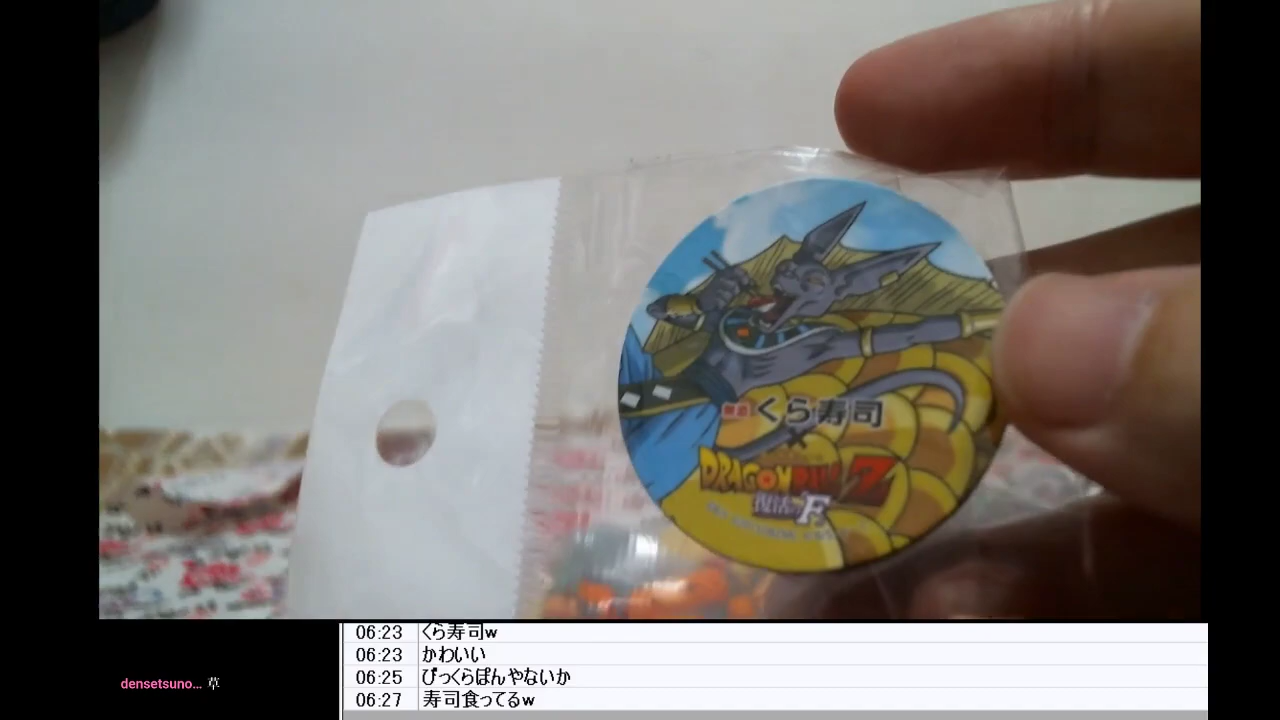 くら寿司
×
DRAGON BALL Z
復活の「F」
06:23 くら寿司w
06:23 かわいい
06:25 びっくらぽんやないか
06:27 寿司食ってるw
densetsuno... 草